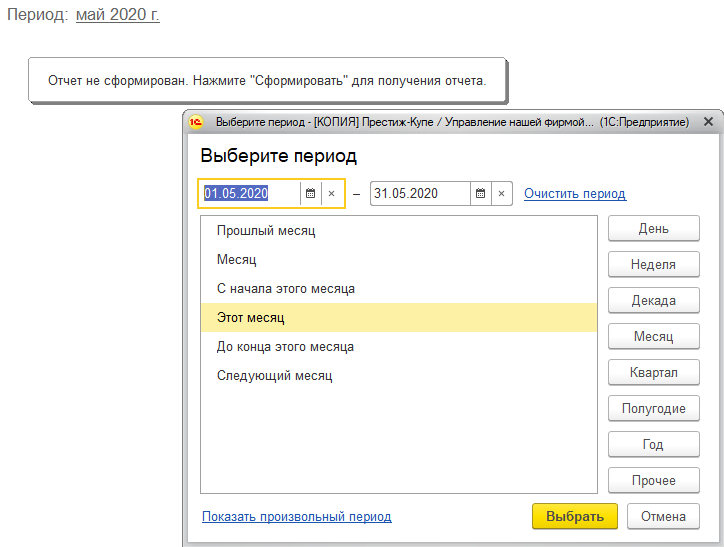 Период: май 2020 г.
Отчет не сформирован. Нажмите "Сформировать" для получения отчета.
1С Выберите период - [КОПИЯ] Престиж-Купе / Управление нашей фирмой... (1С:Предприятие)
Выберите период
01.05.2020 – 31.05.2020 Очистить период
Прошлый месяц
Месяц
С начала этого месяца
Этот месяц
До конца этого месяца
Следующий месяц
День
Неделя
Декада
Месяц
Квартал
Полугодие
Год
Прочее
Показать произвольный период
Выбрать
Отмена